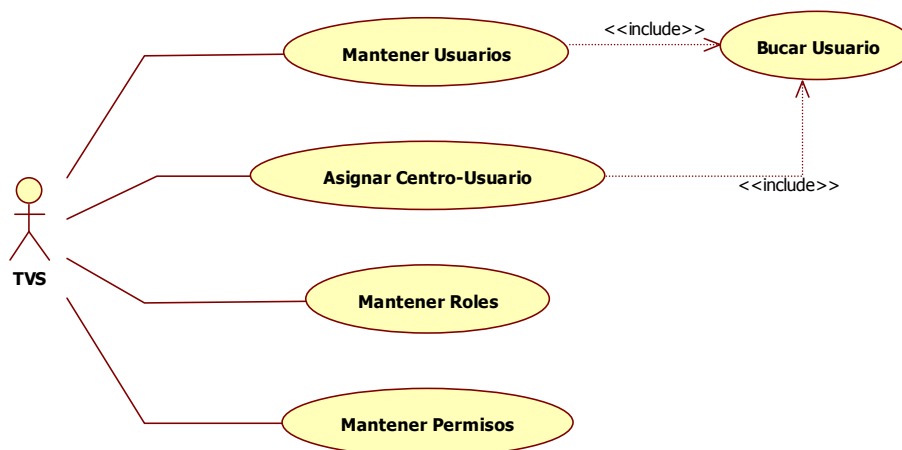 <<include>>
Mantener Usuarios
Bucar Usuario
Asignar Centro-Usuario
<<include>>
TVS
Mantener Roles
Mantener Permisos